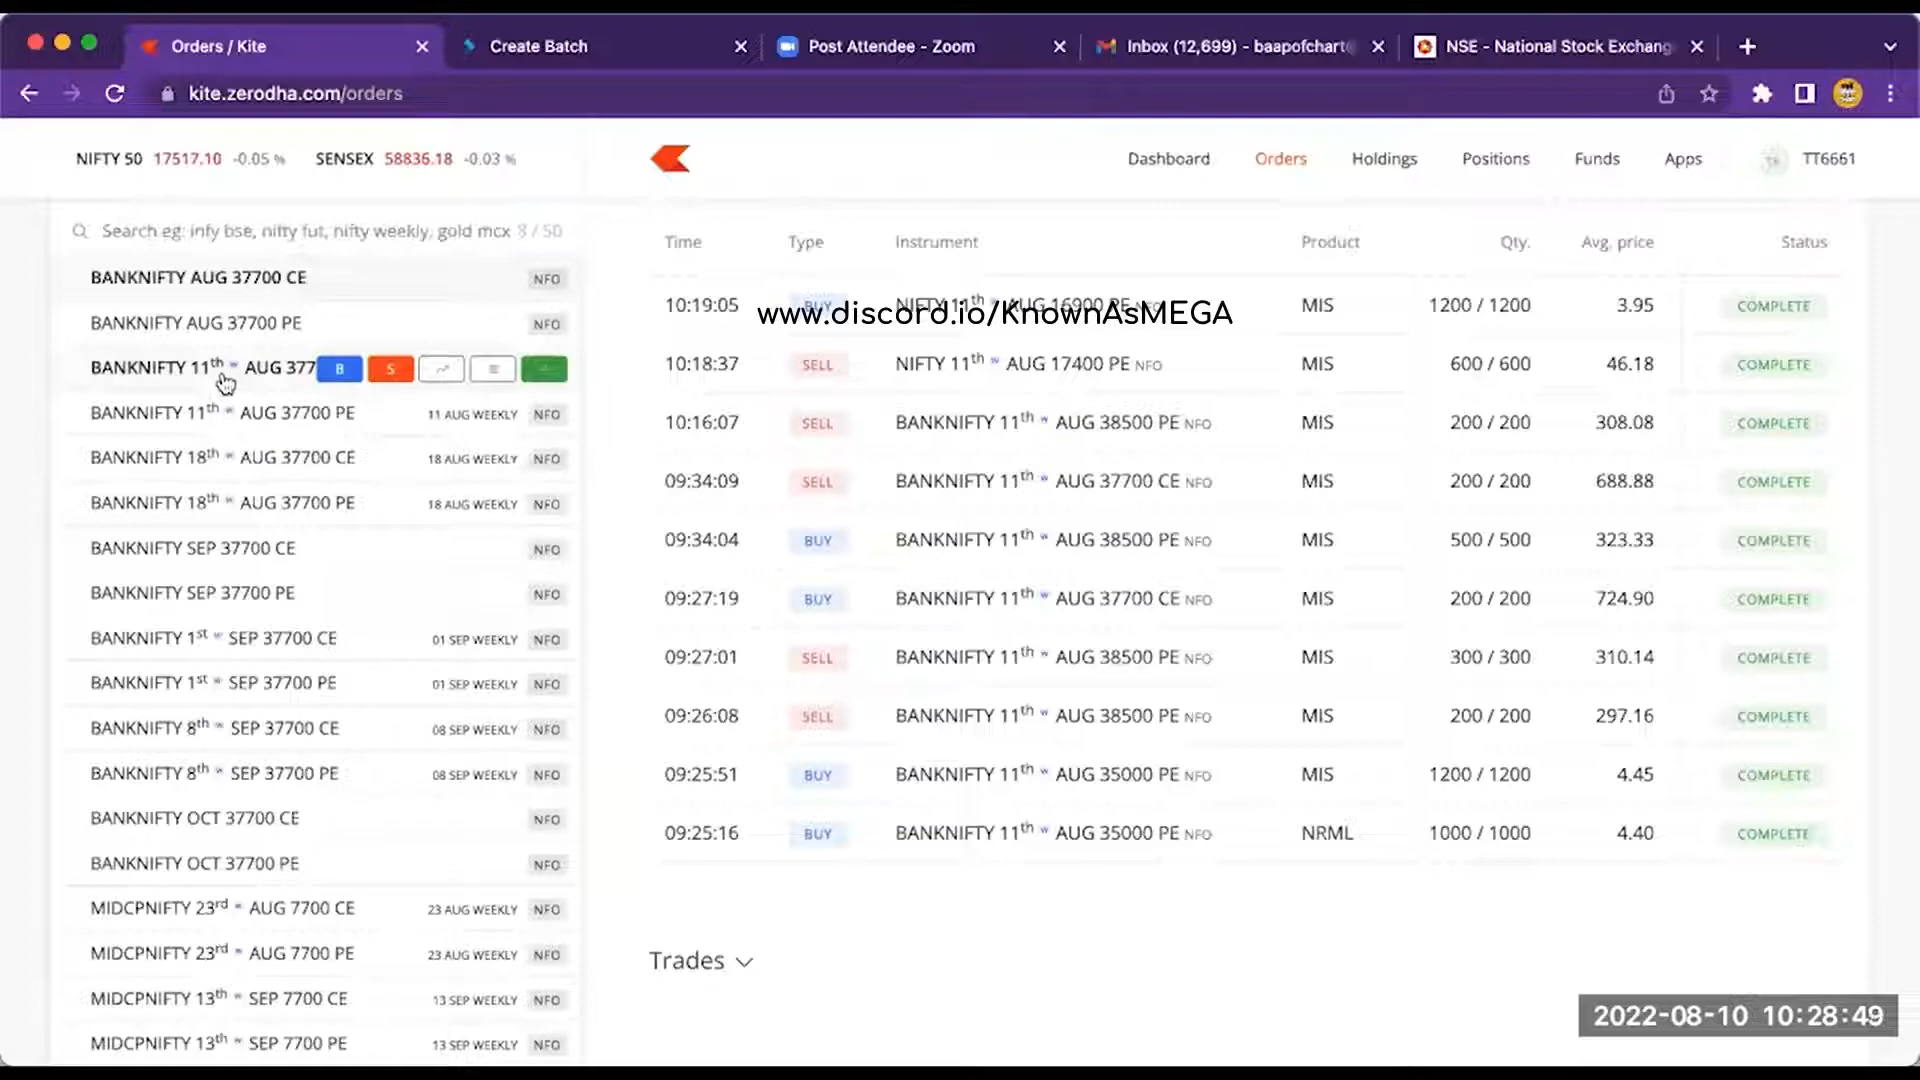 Orders / Kite
Create Batch
Post Attendee - Zoom
Inbox (12,699) - baapofchart
NSE - National Stock Exchang
kite.zerodha.com/orders
NIFTY 50 17517.10 -0.05 % SENSEX 58836.18 -0.03 %
Dashboard Orders Holdings Positions Funds Apps TT6661
Search eg: infy bse, nifty fut, nifty weekly, gold mcx 8 / 50
BANKNIFTY AUG 37700 CE NFO
BANKNIFTY AUG 37700 PE NFO
BANKNIFTY 11th w AUG 377 B S
BANKNIFTY 11th w AUG 37700 PE 11 AUG WEEKLY NFO
BANKNIFTY 18th w AUG 37700 CE 18 AUG WEEKLY NFO
BANKNIFTY 18th w AUG 37700 PE 18 AUG WEEKLY NFO
BANKNIFTY SEP 37700 CE NFO
BANKNIFTY SEP 37700 PE NFO
BANKNIFTY 1st w SEP 37700 CE 01 SEP WEEKLY NFO
BANKNIFTY 1st w SEP 37700 PE 01 SEP WEEKLY NFO
BANKNIFTY 8th w SEP 37700 CE 08 SEP WEEKLY NFO
BANKNIFTY 8th w SEP 37700 PE 08 SEP WEEKLY NFO
BANKNIFTY OCT 37700 CE NFO
BANKNIFTY OCT 37700 PE NFO
MIDCPNIFTY 23rd w AUG 7700 CE 23 AUG WEEKLY NFO
MIDCPNIFTY 23rd w AUG 7700 PE 23 AUG WEEKLY NFO
MIDCPNIFTY 13th w SEP 7700 CE 13 SEP WEEKLY NFO
MIDCPNIFTY 13th w SEP 7700 PE 13 SEP WEEKLY NFO
Time Type Instrument Product Qty. Avg. price Status
10:19:05 BUY NIFTY 11th w AUG 16900 PE NFO MIS 1200 / 1200 3.95 COMPLETE
www.discord.io/KnownAsMEGA
10:18:37 SELL NIFTY 11th w AUG 17400 PE NFO MIS 600 / 600 46.18 COMPLETE
10:16:07 SELL BANKNIFTY 11th w AUG 38500 PE NFO MIS 200 / 200 308.08 COMPLETE
09:34:09 SELL BANKNIFTY 11th w AUG 37700 CE NFO MIS 200 / 200 688.88 COMPLETE
09:34:04 BUY BANKNIFTY 11th w AUG 38500 PE NFO MIS 500 / 500 323.33 COMPLETE
09:27:19 BUY BANKNIFTY 11th w AUG 37700 CE NFO MIS 200 / 200 724.90 COMPLETE
09:27:01 SELL BANKNIFTY 11th w AUG 38500 PE NFO MIS 300 / 300 310.14 COMPLETE
09:26:08 SELL BANKNIFTY 11th w AUG 38500 PE NFO MIS 200 / 200 297.16 COMPLETE
09:25:51 BUY BANKNIFTY 11th w AUG 35000 PE NFO MIS 1200 / 1200 4.45 COMPLETE
09:25:16 BUY BANKNIFTY 11th w AUG 35000 PE NFO NRML 1000 / 1000 4.40 COMPLETE
Trades
2022-08-10 10:28:49